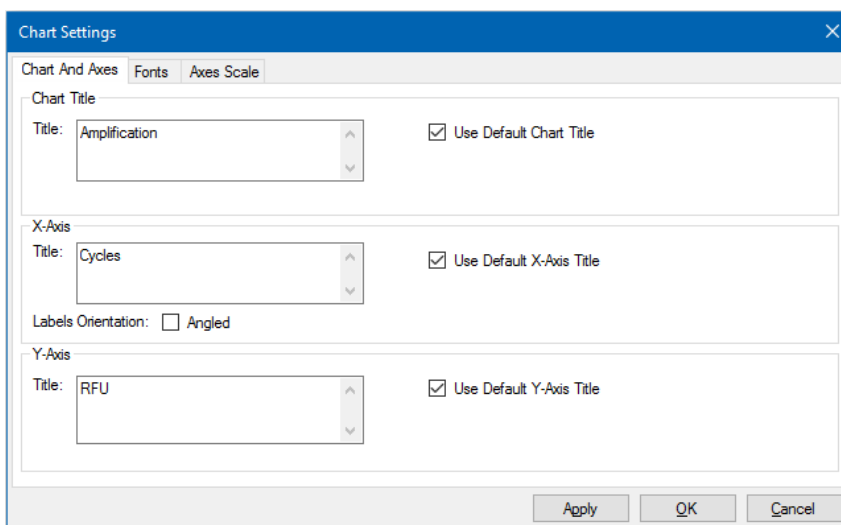 Chart Settings
Chart And Axes Fonts Axes Scale
Chart Title
Title: Amplification Use Default Chart Title
X-Axis
Title: Cycles Use Default X-Axis Title
Labels Orientation: Angled
Y-Axis
Title: RFU Use Default Y-Axis Title
Apply OK Cancel